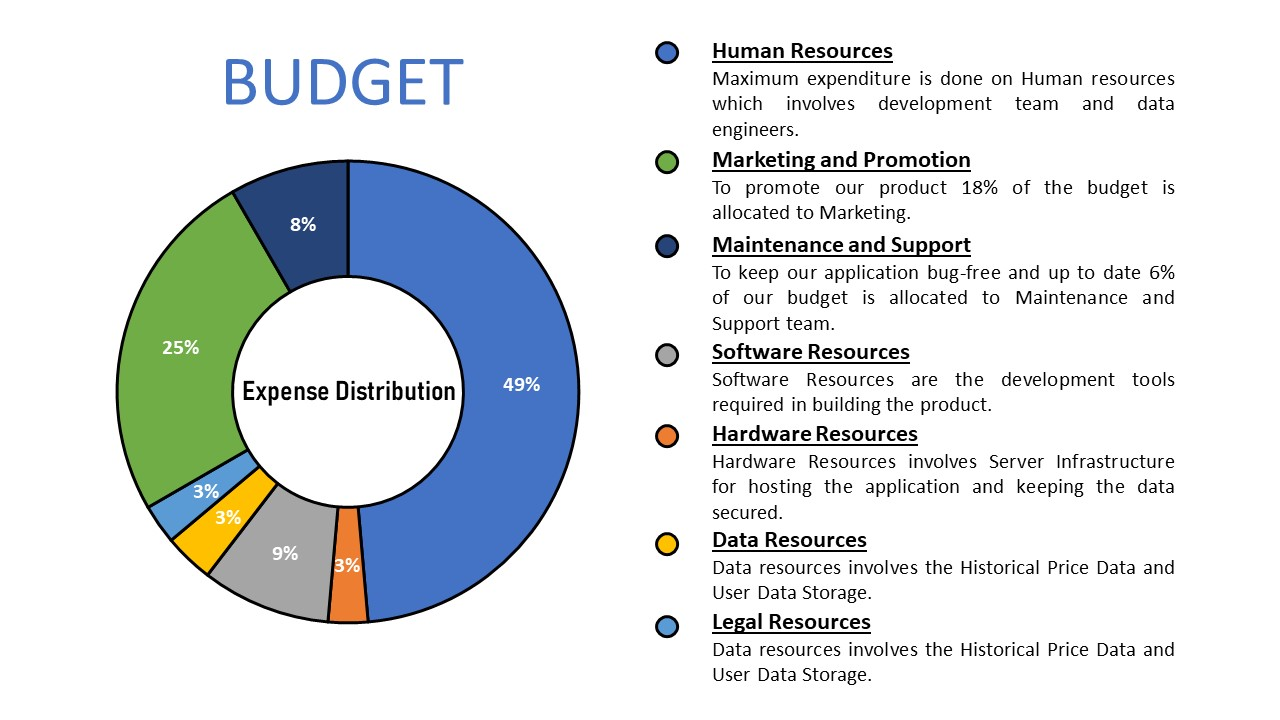 BUDGET
8%
25%
49%
Expense Distribution
3%
3%
9%
3%
Human Resources
Maximum expenditure is done on Human resources
which involves development team and data
engineers.
Marketing and Promotion
To promote our product 18% of the budget is
allocated to Marketing.
Maintenance and Support
To keep our application bug-free and up to date 6%
of our budget is allocated to Maintenance and
Support team.
Software Resources
Software Resources are the development tools
required in building the product.
Hardware Resources
Hardware Resources involves Server Infrastructure
for hosting the application and keeping the data
secured.
Data Resources
Data resources involves the Historical Price Data and
User Data Storage.
Legal Resources
Data resources involves the Historical Price Data and
User Data Storage.